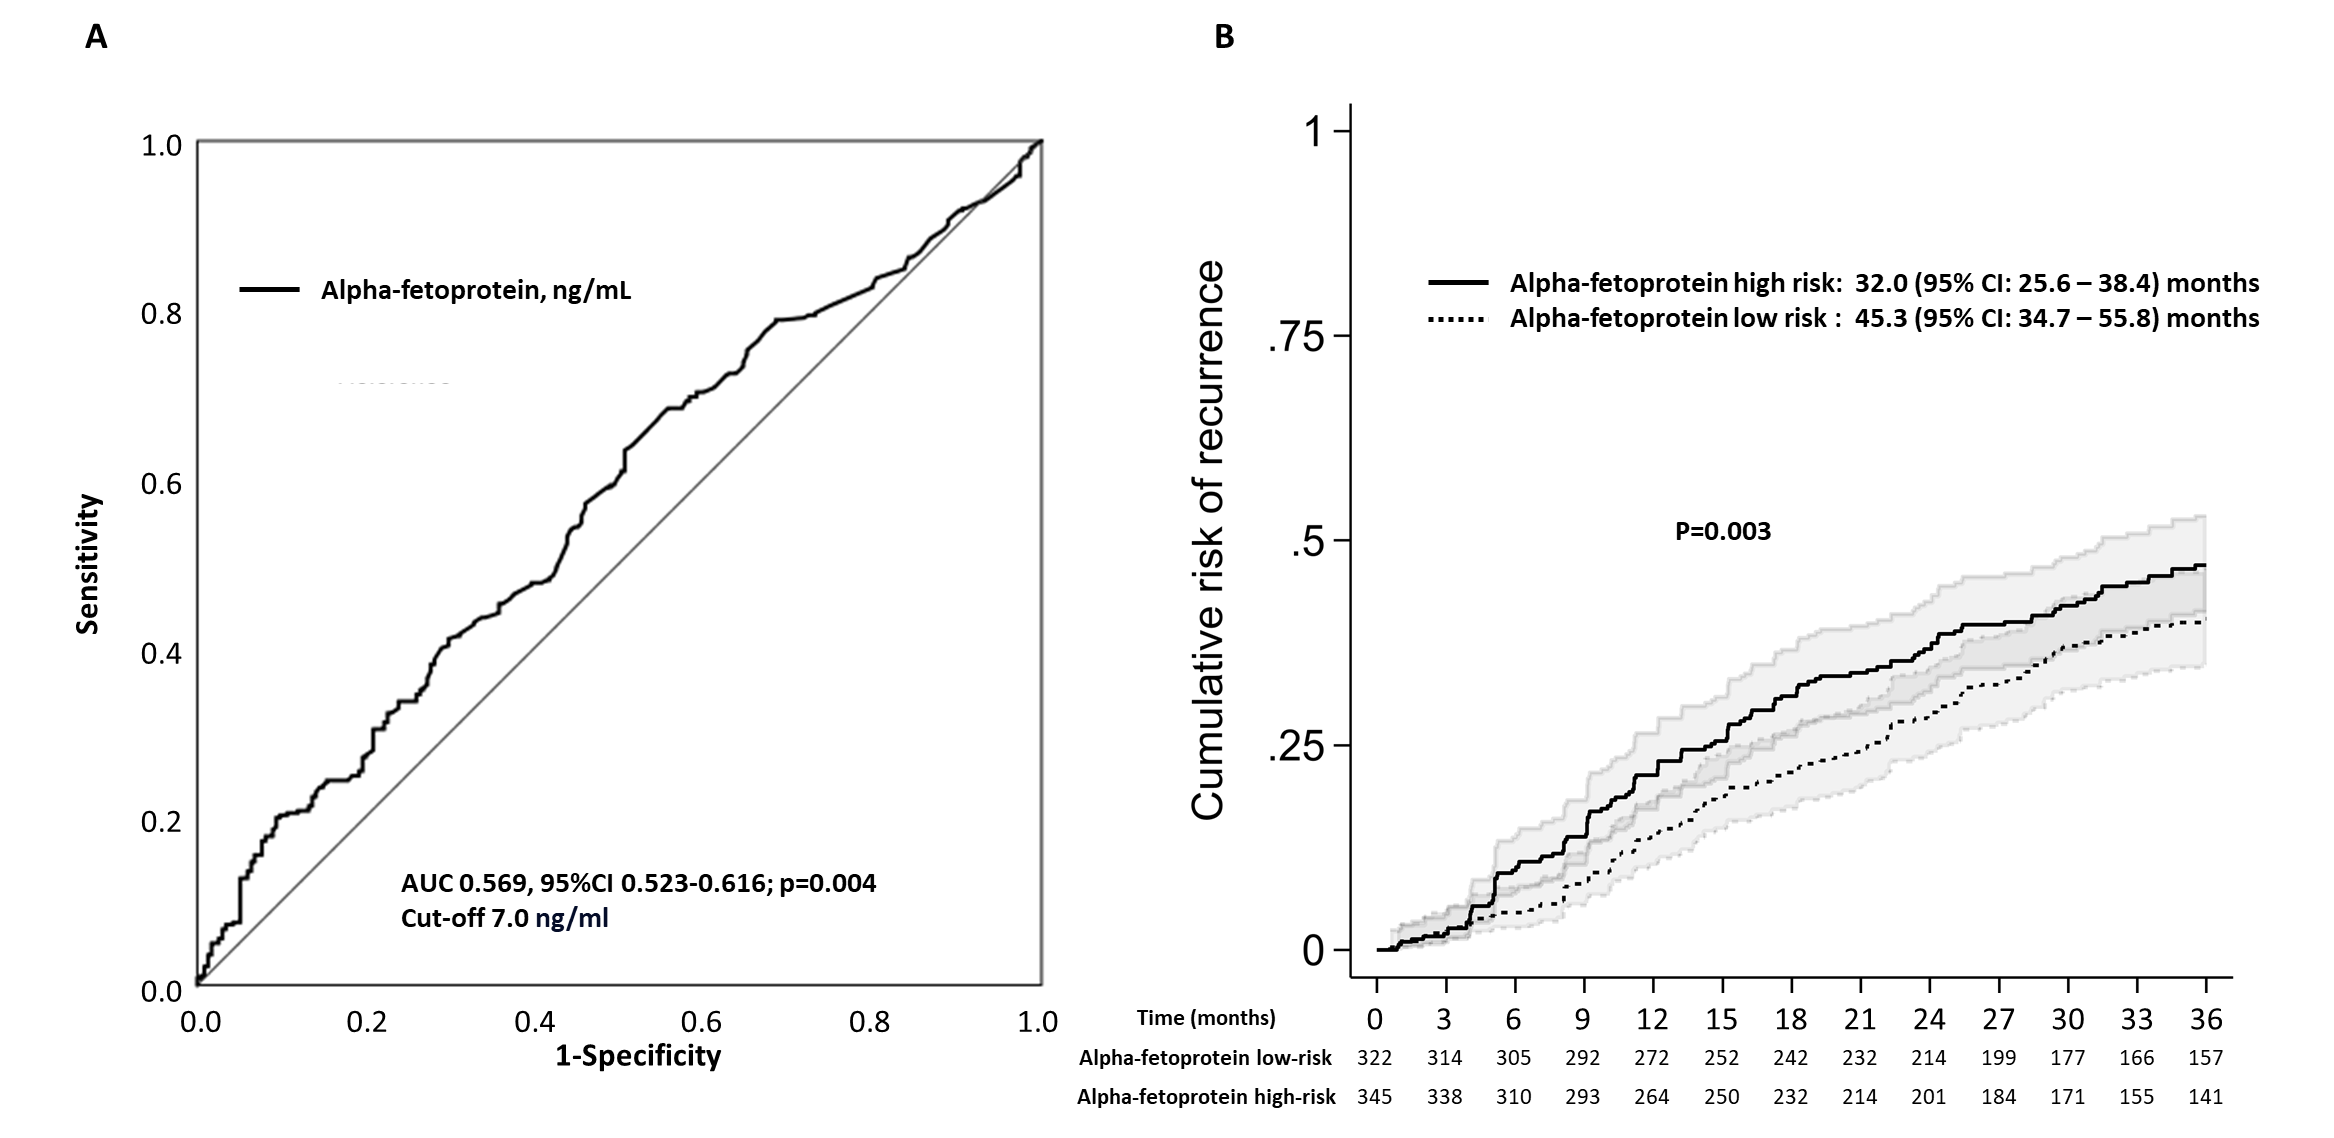 A
1.0
0.8
0.6
0.4
0.2
0.0
Sensitivity
Alpha-fetoprotein, ng/mL
AUC 0.569, 95%CI 0.523-0.616; p=0.004
Cut-off 7.0 ng/ml
0.0 0.2 0.4 0.6 0.8 1.0
1-Specificity
B
1
.75
.5
.25
0
Cumulative risk of recurrence
Alpha-fetoprotein high risk: 32.0 (95% CI: 25.6 – 38.4) months
Alpha-fetoprotein low risk : 45.3 (95% CI: 34.7 – 55.8) months
P=0.003
Time (months) 0 3 6 9 12 15 18 21 24 27 30 33 36
Alpha-fetoprotein low-risk 322 314 305 292 272 252 242 232 214 199 177 166 157
Alpha-fetoprotein high-risk 345 338 310 293 264 250 232 214 201 184 171 155 141